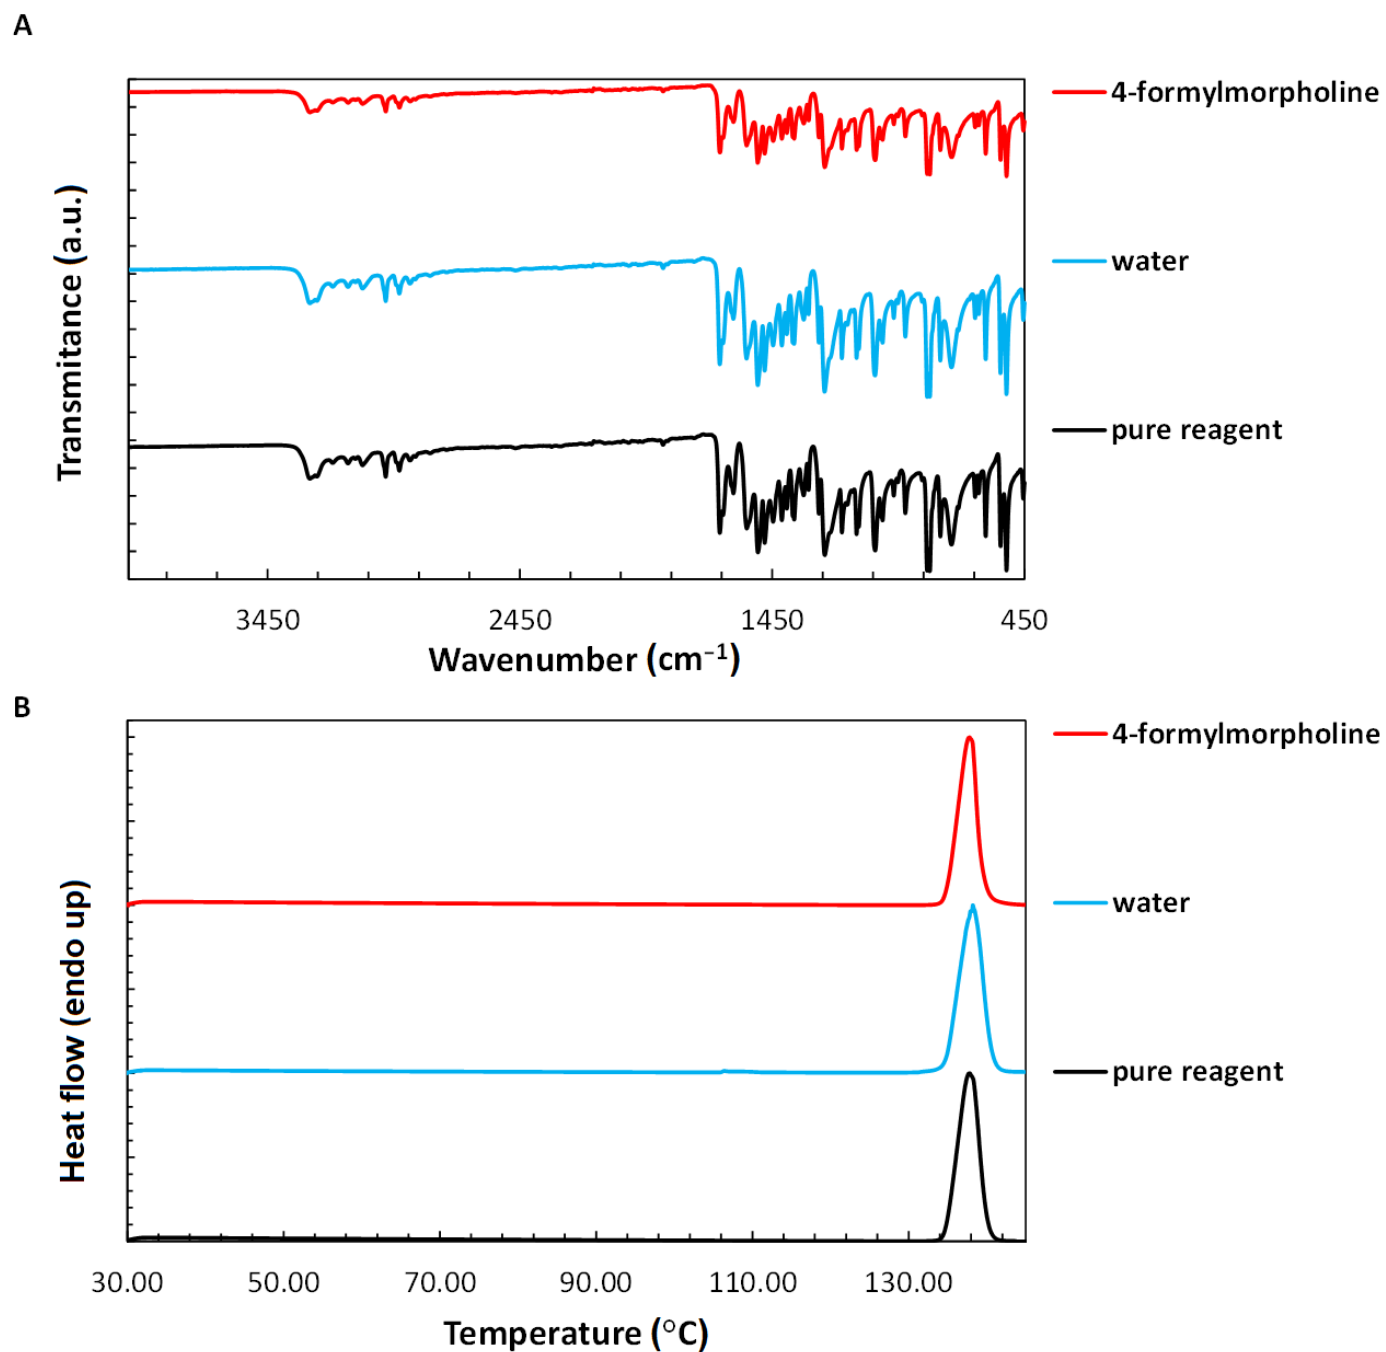 A
Transmitance (a.u.)
4-formylmorpholine
water
pure reagent
3450 2450 1450 450
Wavenumber (cm⁻¹)
B
Heat flow (endo up)
4-formylmorpholine
water
pure reagent
30.00 50.00 70.00 90.00 110.00 130.00
Temperature (°C)